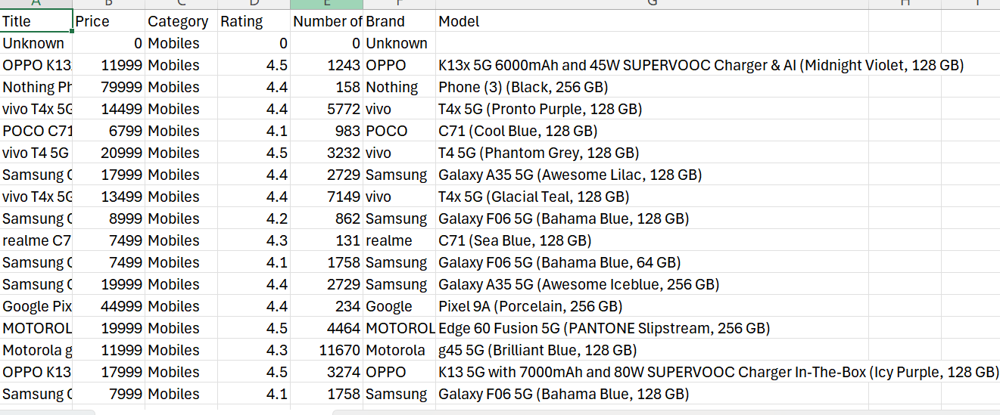 A B C D E F G H I
Title Price Category Rating Number of Brand Model
Unknown 0 Mobiles 0 0 Unknown
OPPO K13 11999 Mobiles 4.5 1243 OPPO K13x 5G 6000mAh and 45W SUPERVOOC Charger & AI (Midnight Violet, 128 GB)
Nothing Ph 79999 Mobiles 4.4 158 Nothing Phone (3) (Black, 256 GB)
vivo T4x 5G 14499 Mobiles 4.4 5772 vivo T4x 5G (Pronto Purple, 128 GB)
POCO C71 6799 Mobiles 4.1 983 POCO C71 (Cool Blue, 128 GB)
vivo T4 5G 20999 Mobiles 4.5 3232 vivo T4 5G (Phantom Grey, 128 GB)
Samsung G 17999 Mobiles 4.4 2729 Samsung Galaxy A35 5G (Awesome Lilac, 128 GB)
vivo T4x 5G 13499 Mobiles 4.4 7149 vivo T4x 5G (Glacial Teal, 128 GB)
Samsung G 8999 Mobiles 4.2 862 Samsung Galaxy F06 5G (Bahama Blue, 128 GB)
realme C7 7499 Mobiles 4.3 131 realme C71 (Sea Blue, 128 GB)
Samsung G 7499 Mobiles 4.1 1758 Samsung Galaxy F06 5G (Bahama Blue, 64 GB)
Samsung G 19999 Mobiles 4.4 2729 Samsung Galaxy A35 5G (Awesome Iceblue, 256 GB)
Google Pix 44999 Mobiles 4.4 234 Google Pixel 9A (Porcelain, 256 GB)
MOTOROL 19999 Mobiles 4.5 4464 MOTOROL Edge 60 Fusion 5G (PANTONE Slipstream, 256 GB)
Motorola g 11999 Mobiles 4.3 11670 Motorola g45 5G (Brilliant Blue, 128 GB)
OPPO K13 17999 Mobiles 4.5 3274 OPPO K13 5G with 7000mAh and 80W SUPERVOOC Charger In-The-Box (Icy Purple, 128 GB)
Samsung G 7999 Mobiles 4.1 1758 Samsung Galaxy F06 5G (Bahama Blue, 128 GB)